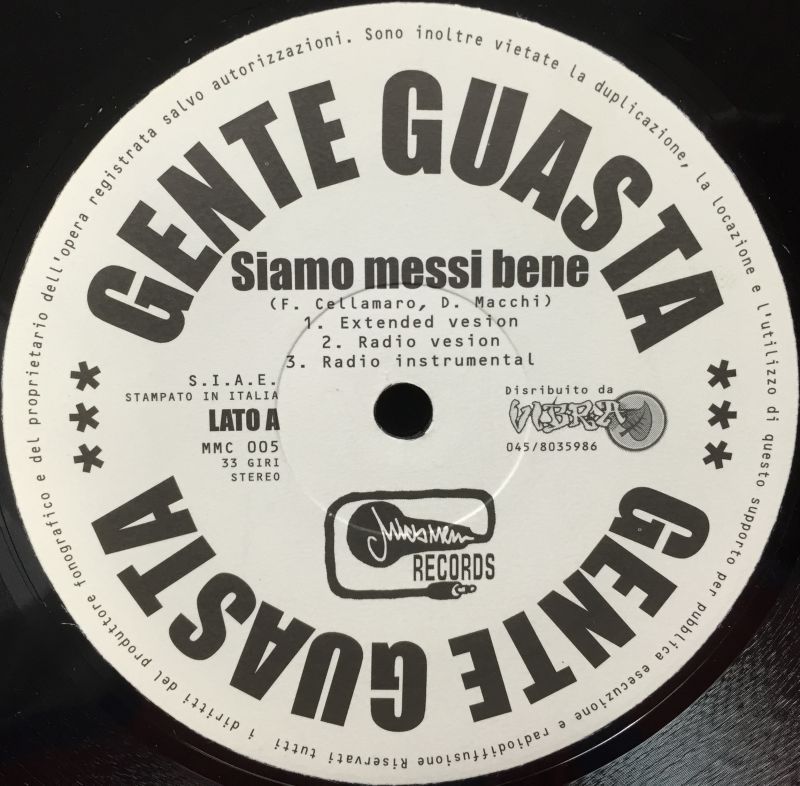 GENTE GUASTA
Siamo messi bene
(F. Cellamaro, D. Macchi)
1. Extended vesion
2. Radio vesion
3. Radio instrumental
S.I.A.E.
STAMPATO IN ITALIA
LATO A
MMC 005
33 GIRI
STEREO
Disribuito da
VIBRA
045/8035986
***
***
RECORDS
GENTE GUASTA
Riservati tutti i diritti del produttore fonografico e del proprietario dell'opera registrata salvo autorizzazioni. Sono inoltre vietate la duplicazione, la locazione e l'utilizzo di questo supporto per pubblica esecuzione e radiodiffusione